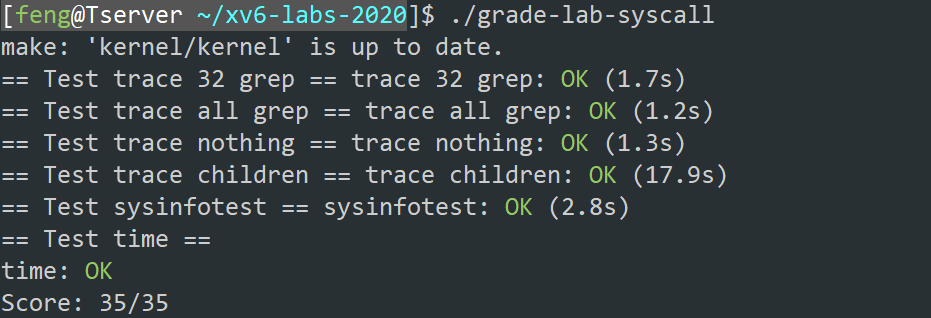 [feng@Tserver ~/xv6-labs-2020]$ ./grade-lab-syscall
make: 'kernel/kernel' is up to date.
== Test trace 32 grep == trace 32 grep: OK (1.7s)
== Test trace all grep == trace all grep: OK (1.2s)
== Test trace nothing == trace nothing: OK (1.3s)
== Test trace children == trace children: OK (17.9s)
== Test sysinfotest == sysinfotest: OK (2.8s)
== Test time ==
time: OK
Score: 35/35